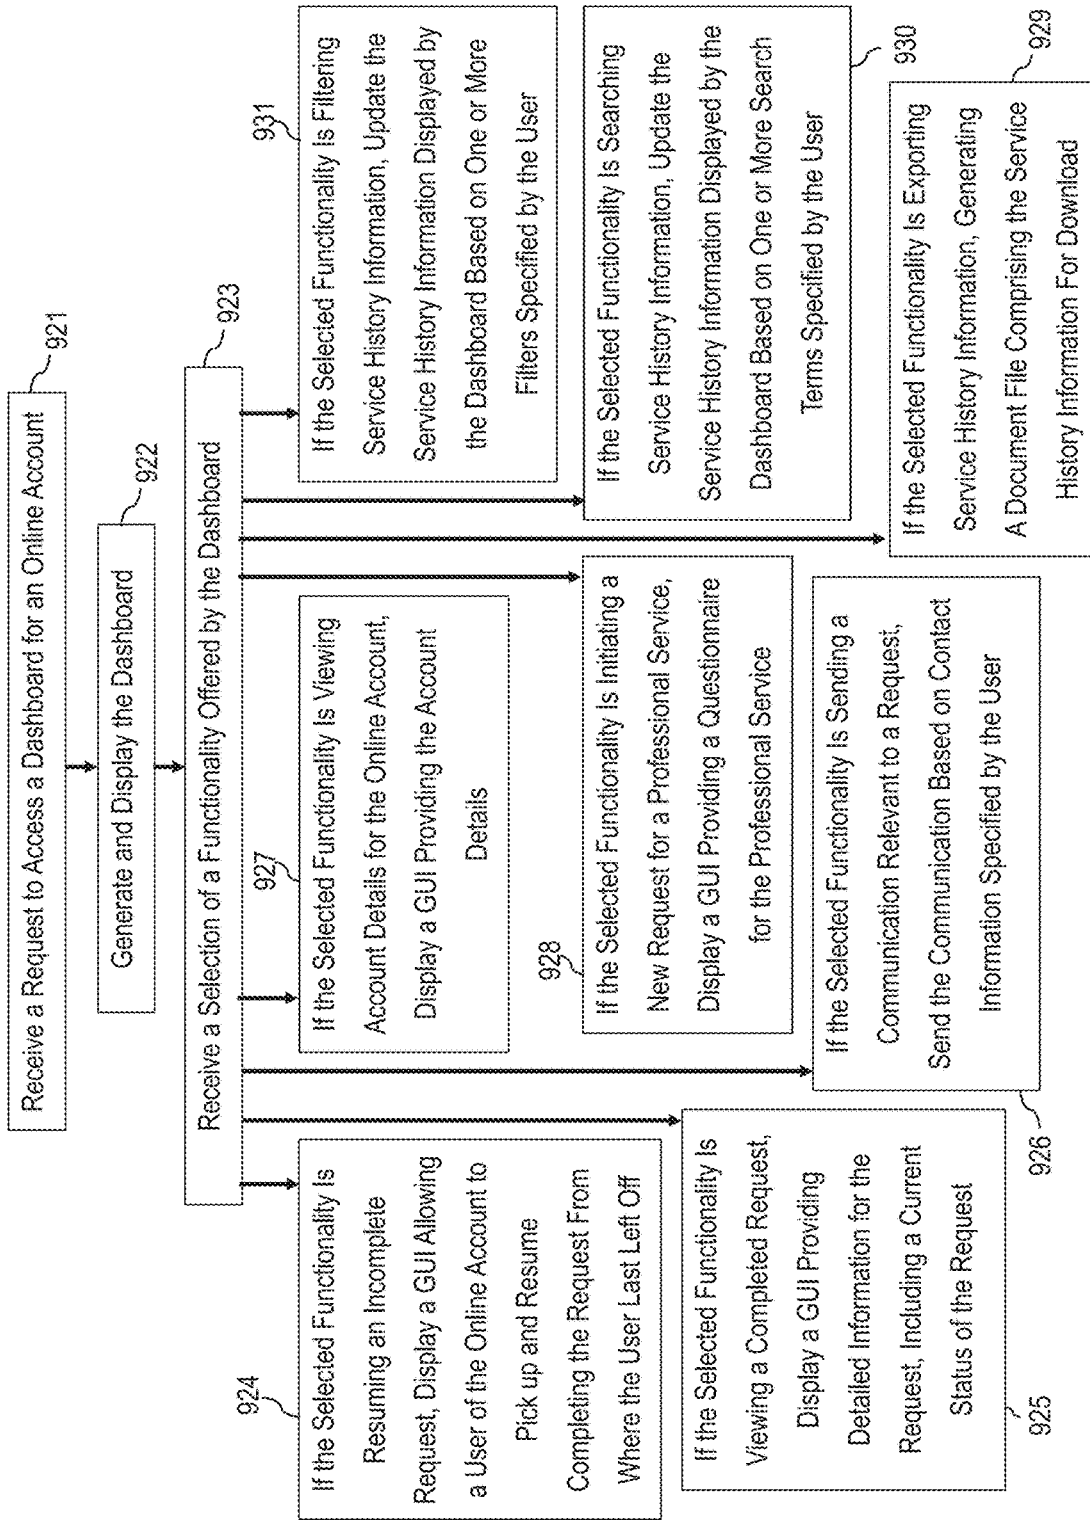 Receive a Request to Access a Dashboard for an Online Account
921
Generate and Display the Dashboard
922
Receive a Selection of a Functionality Offered by the Dashboard
923
924
If the Selected Functionality Is
Resuming an Incomplete
Request, Display a GUI Allowing
a User of the Online Account to
Pick up and Resume
Completing the Request From
Where the User Last Left Off
If the Selected Functionality Is
Viewing a Completed Request,
Display a GUI Providing
Detailed Information for the
Request, Including a Current
Status of the Request
925
If the Selected Functionality Is Sending a
Communication Relevant to a Request,
Send the Communication Based on Contact
Information Specified by the User
926
927
If the Selected Functionality Is Viewing
Account Details for the Online Account,
Display a GUI Providing the Account
Details
928
If the Selected Functionality Is Initiating a
New Request for a Professional Service,
Display a GUI Providing a Questionnaire
for the Professional Service
If the Selected Functionality Is Exporting
Service History Information, Generating
A Document File Comprising the Service
History Information For Download
929
If the Selected Functionality Is Searching
Service History Information, Update the
Service History Information Displayed by the
Dashboard Based on One or More Search
Terms Specified by the User
930
931
If the Selected Functionality Is Filtering
Service History Information, Update the
Service History Information Displayed by
the Dashboard Based on One or More
Filters Specified by the User